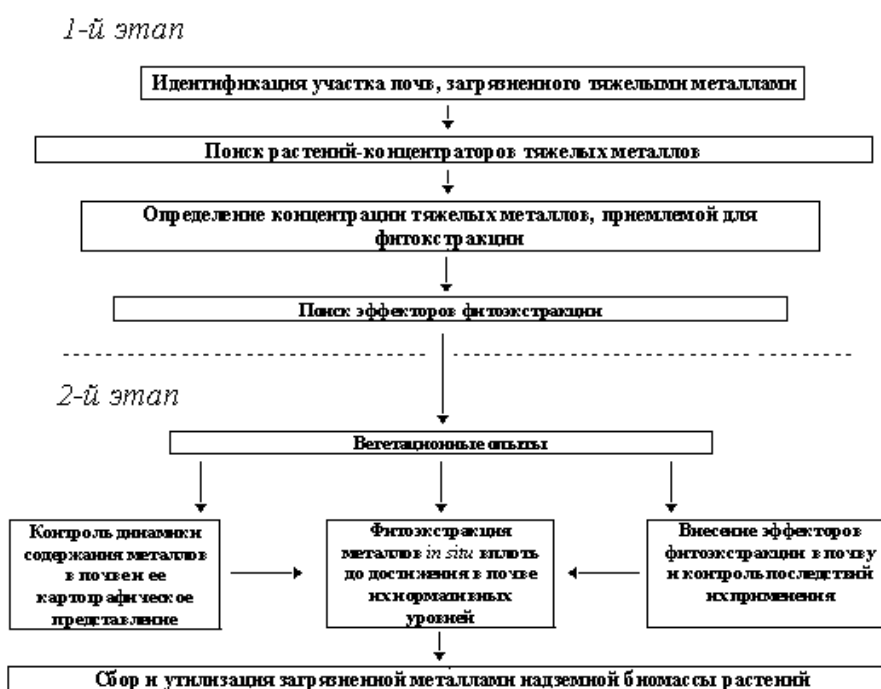 1-й этап
Идентификация участка почв, загрязненного тяжелыми металлами
Поиск растений-концентраторов тяжелых металлов
Определение концентрации тяжелых металлов, приемлемой для
фитокстракции
Поиск эффекторов фитоэкстракции
2-й этап
Вегетационные опыты
Контроль динамики
содержания металлов
в почве и ее
картографическое
представление
Фитоэкстракция
металлов in situ вплоть
до достижения в почве
их нормативных
уровней
Внесение эффекторов
фитоэкстракции в почву
и контроль последствий
их применения
Сбор и утилизация загрязненной металлами надземной биомассы растений